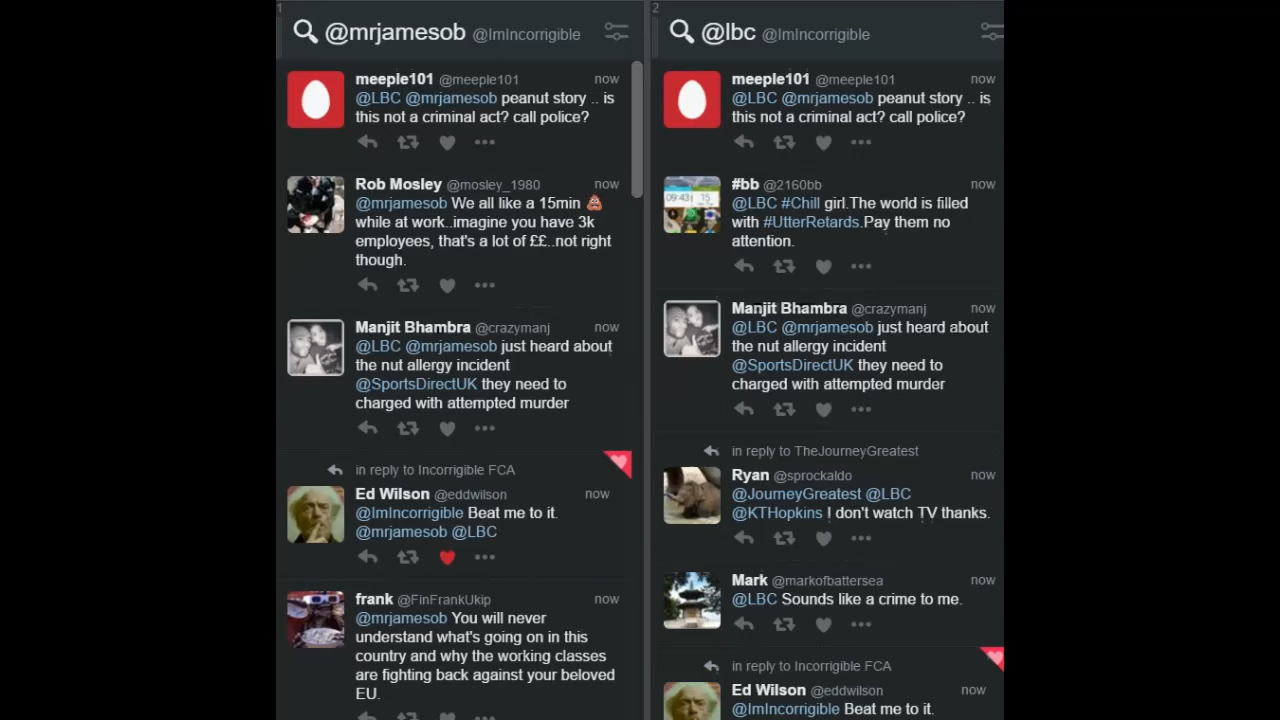 1
@mrjamesob @ImIncorrigible
meeple101 @meeple101 now
@LBC @mrjamesob peanut story .. is
this not a criminal act? call police?
Rob Mosley @mosley_1980 now
@mrjamesob We all like a 15min 💩
while at work..imagine you have 3k
employees, that's a lot of ££..not right
though.
Manjit Bhambra @crazymanj now
@LBC @mrjamesob just heard about
the nut allergy incident
@SportsDirectUK they need to
charged with attempted murder
in reply to Incorrigible FCA
Ed Wilson @eddwilson now
@ImIncorrigible Beat me to it.
@mrjamesob @LBC
frank @FinFrankUkip now
@mrjamesob You will never
understand what's going on in this
country and why the working classes
are fighting back against your beloved
EU.
2
@lbc @ImIncorrigible
meeple101 @meeple101 now
@LBC @mrjamesob peanut story .. is
this not a criminal act? call police?
#bb @2160bb now
09:43 15
@LBC #Chill girl.The world is filled
with #UtterRetards.Pay them no
attention.
Manjit Bhambra @crazymanj now
@LBC @mrjamesob just heard about
the nut allergy incident
@SportsDirectUK they need to
charged with attempted murder
in reply to TheJourneyGreatest
Ryan @sprockaldo now
@JourneyGreatest @LBC
@KTHopkins I don't watch TV thanks.
Mark @markofbattersea now
@LBC Sounds like a crime to me.
in reply to Incorrigible FCA
Ed Wilson @eddwilson now
@ImIncorrigible Beat me to it.